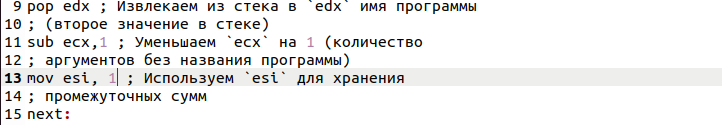 9 pop edx ; Извлекаем из стека в `edx` имя программы
10 ; (второе значение в стеке)
11 sub ecx,1 ; Уменьшаем `ecx` на 1 (количество
12 ; аргументов без названия программы)
13 mov esi, 1 ; Используем `esi` для хранения
14 ; промежуточных сумм
15 next: